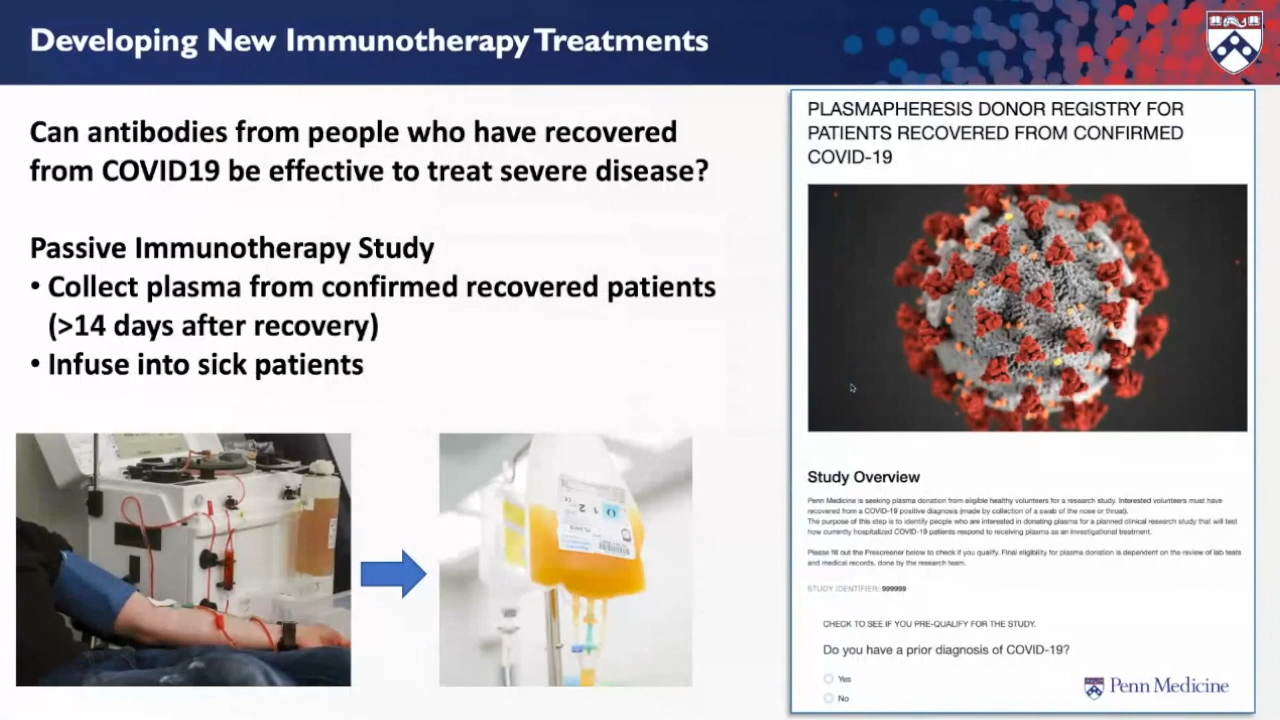 Developing New Immunotherapy Treatments
Can antibodies from people who have recovered
from COVID19 be effective to treat severe disease?
Passive Immunotherapy Study
• Collect plasma from confirmed recovered patients
(>14 days after recovery)
• Infuse into sick patients
PLASMAPHERESIS DONOR REGISTRY FOR
PATIENTS RECOVERED FROM CONFIRMED
COVID-19
Study Overview
Penn Medicine is seeking plasma donation from eligible healthy volunteers for a research study. Interested volunteers must have
recovered from a COVID-19 positive diagnosis (made by collection of a swab of the nose or throat).
The purpose of this step is to identify people who are interested in donating plasma for a planned clinical research study that will test
how currently hospitalized COVID-19 patients respond to receiving plasma as an investigational treatment.
Please fill out the Prescreener below to check if you qualify. Final eligibility for plasma donation is dependent on the review of lab tests
and medical records, done by the research team.
STUDY IDENTIFIER: 999999
CHECK TO SEE IF YOU PRE-QUALIFY FOR THE STUDY.
Do you have a prior diagnosis of COVID-19?
Yes
No
Penn Medicine